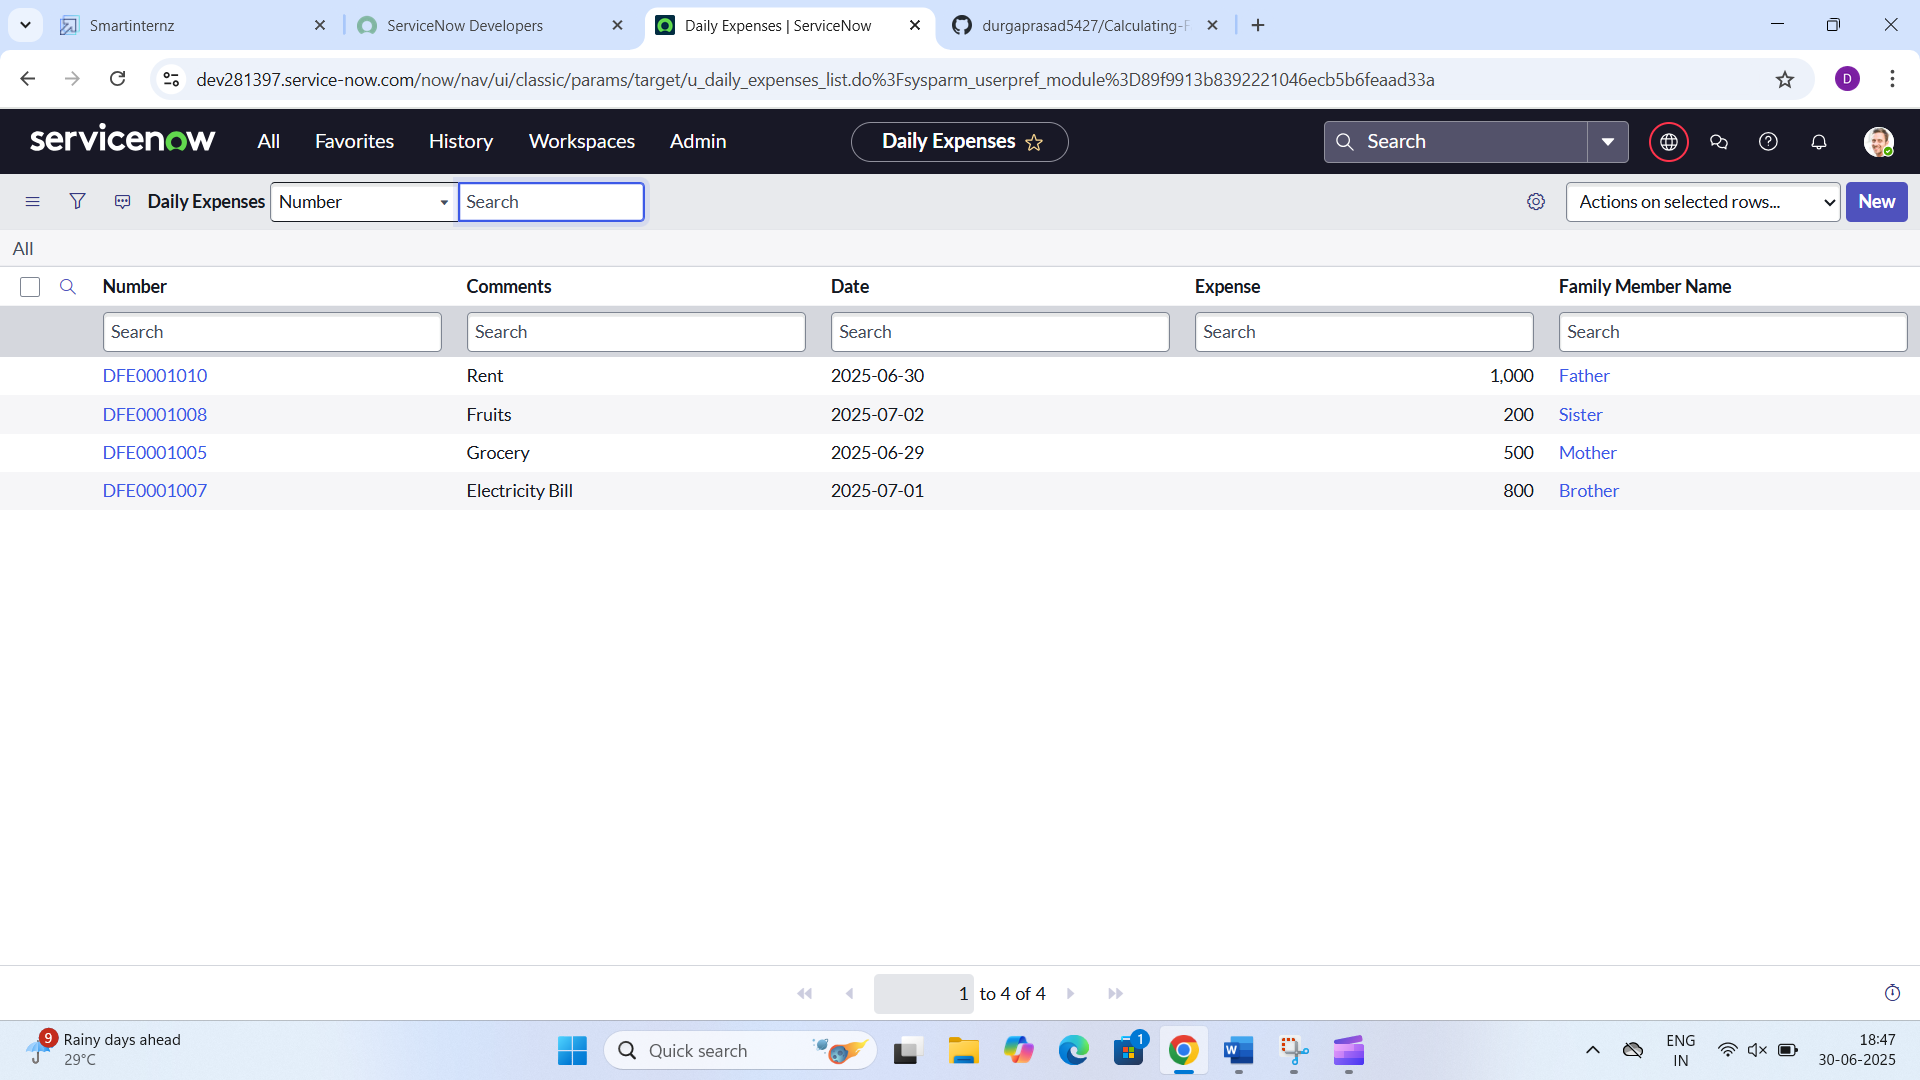 Smartinternz
ServiceNow Developers
Daily Expenses | ServiceNow
durgaprasad5427/Calculating-F
dev281397.service-now.com/now/nav/ui/classic/params/target/u_daily_expenses_list.do%3Fsysparm_userpref_module%3D89f9913b8392221046ecb5b6feaad33a
D
servicenow
All
Favorites
History
Workspaces
Admin
Daily Expenses
Search
Daily Expenses
Number
Search
Actions on selected rows...
New
All
Number Comments Date Expense Family Member Name
Search Search Search Search Search
DFE0001010 Rent 2025-06-30 1,000 Father
DFE0001008 Fruits 2025-07-02 200 Sister
DFE0001005 Grocery 2025-06-29 500 Mother
DFE0001007 Electricity Bill 2025-07-01 800 Brother
1 to 4 of 4
9
Rainy days ahead
29°C
Quick search
1
W
ENG
IN
18:47
30-06-2025